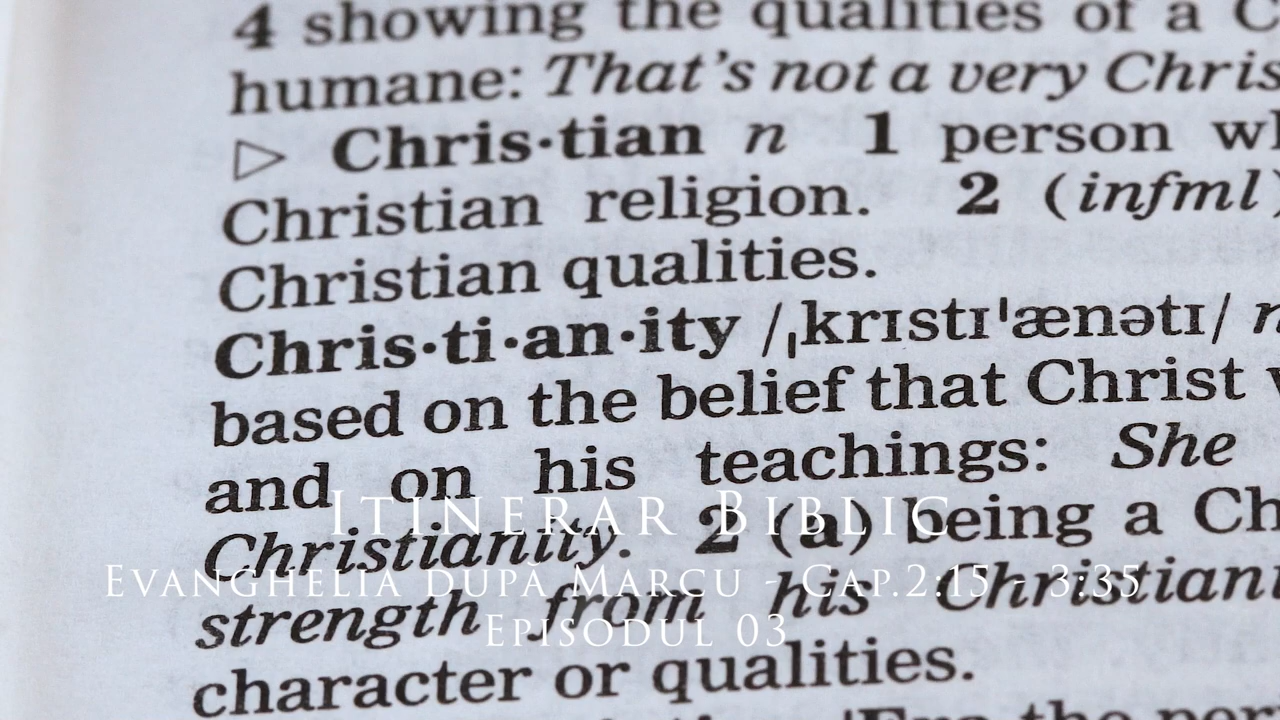 4 showing the qualities of a C
humane: That's not a very Chris
▷ Chris·tian n 1 person wh
Christian religion. 2 (infml)
Christian qualities.
Chris·ti·an·ity /ˌkrɪstɪˈænətɪ/ n
based on the belief that Christ w
and on his teachings: She
Christianity. 2 (a) being a Ch
strength from his Christiani
character or qualities.
Itinerar Biblic
Evanghelia după Marcu - Cap.2:15 - 3:35
Episodul 03